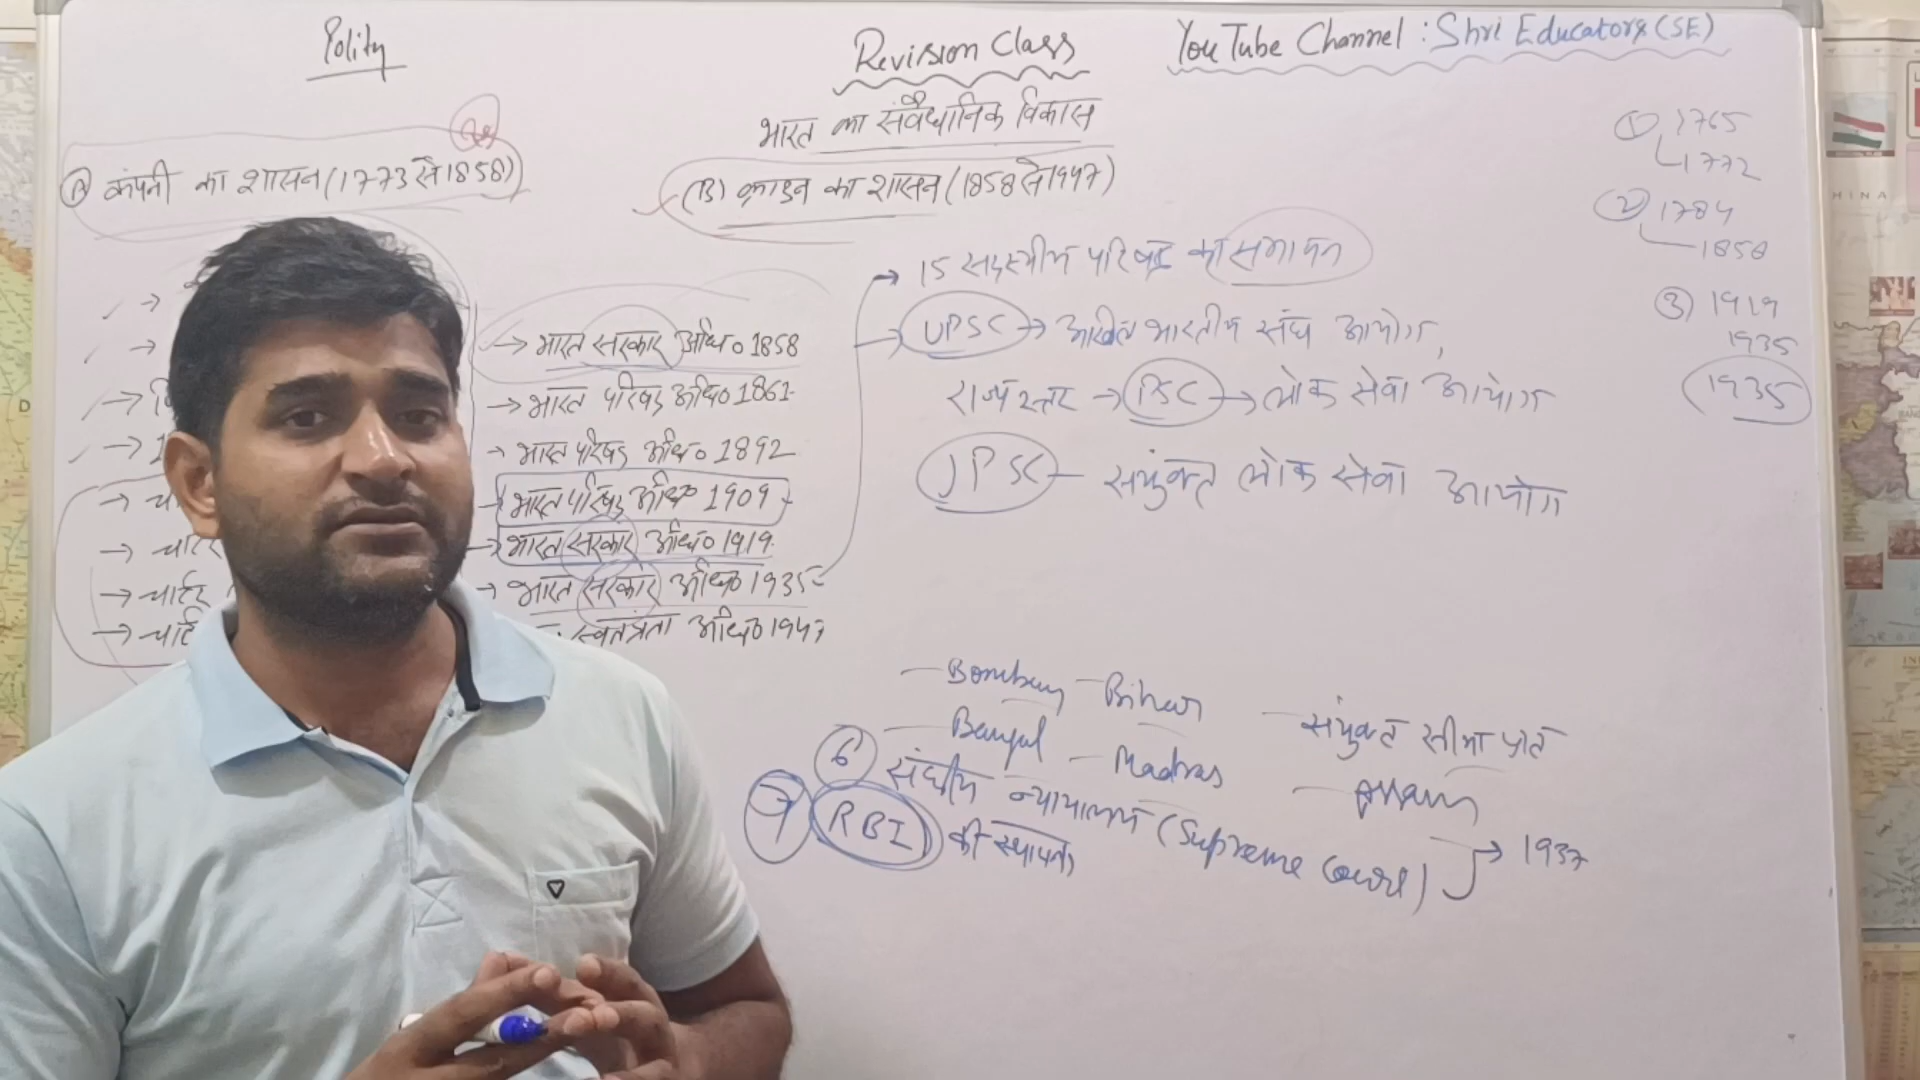 Polity
Revision Class
YouTube Channel : Shri Educators (SE)
भारत का संवैधानिक विकास
(A) कंपनी का शासन (1773 से 1858)
(B) क्राउन का शासन (1858 से 1947)
→ भारत सरकार अधि० 1858
→ भारत परिषद अधि० 1861
→ भारत परिषद अधि० 1892
→ भारत परिषद अधि० 1909
→ भारत सरकार अधि० 1919
→ चार्टर
→ भारत सरकार अधि० 1935
→ चार्टर
स्वतंत्रता अधि० 1947
→ 15 सदस्यीय परिषद का समापन
→ UPSC → अखिल भारतीय संघ आयोग,
राज्य स्तर → PSC → लोक सेवा आयोग
JPSC — संयुक्त लोक सेवा आयोग
① 1765
1772
② 1784
1858
③ 1919
1935
1935
— Bombay — Bihar — संयुक्त सीमा प्रांत
— Bengal — Madras — Assam
⑥ संघीय न्यायालय (Supreme Court) → 1937
⑦ RBI की स्थापना